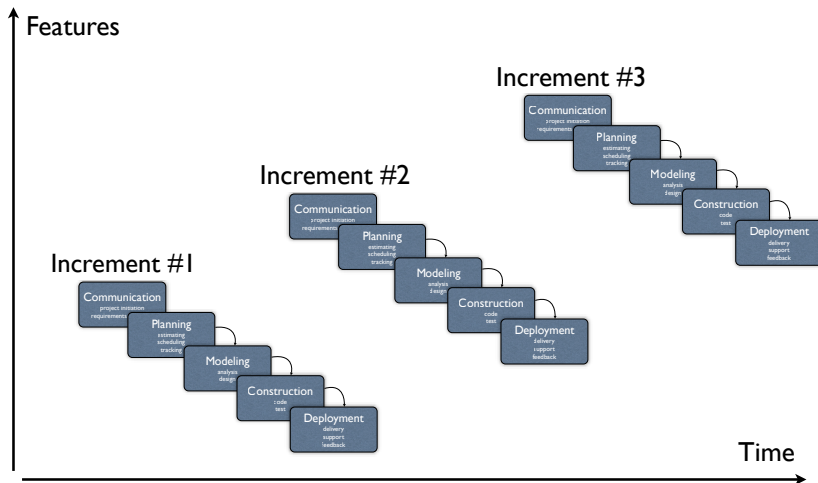 Features
Increment #3
Communication
project initiation
requirements
Planning
estimating
scheduling
tracking
Modeling
analysis
design
Construction
code
test
Deployment
delivery
support
feedback
Increment #2
Communication
project initiation
requirements
Planning
estimating
scheduling
tracking
Modeling
analysis
design
Construction
code
test
Deployment
delivery
support
feedback
Increment #1
Communication
project initiation
requirements
Planning
estimating
scheduling
tracking
Modeling
analysis
design
Construction
code
test
Deployment
delivery
support
feedback
Time